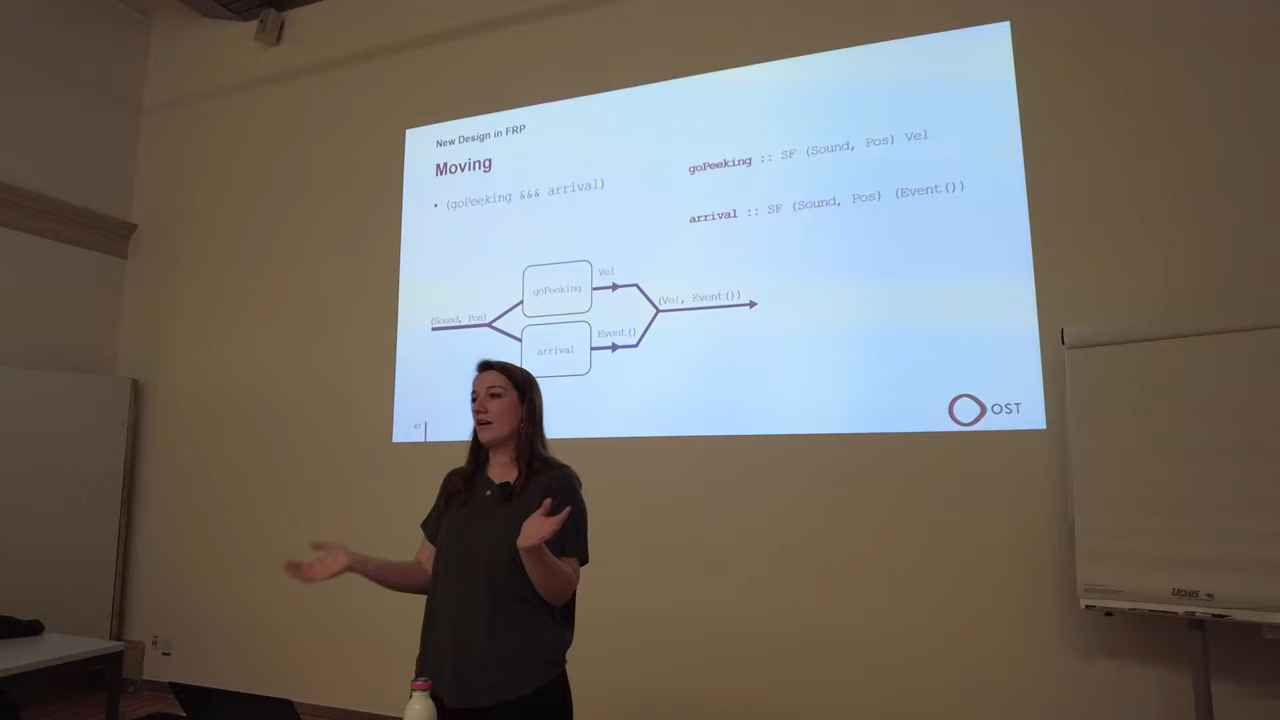 New Design in FRP
Moving
• (goPeeking &&& arrival)
goPeeking :: SF (Sound, Pos) Vel
arrival :: SF (Sound, Pos) (Event())
(Sound, Pos)
goPeeking
Vel
arrival
Event()
(Vel, Event())
OST